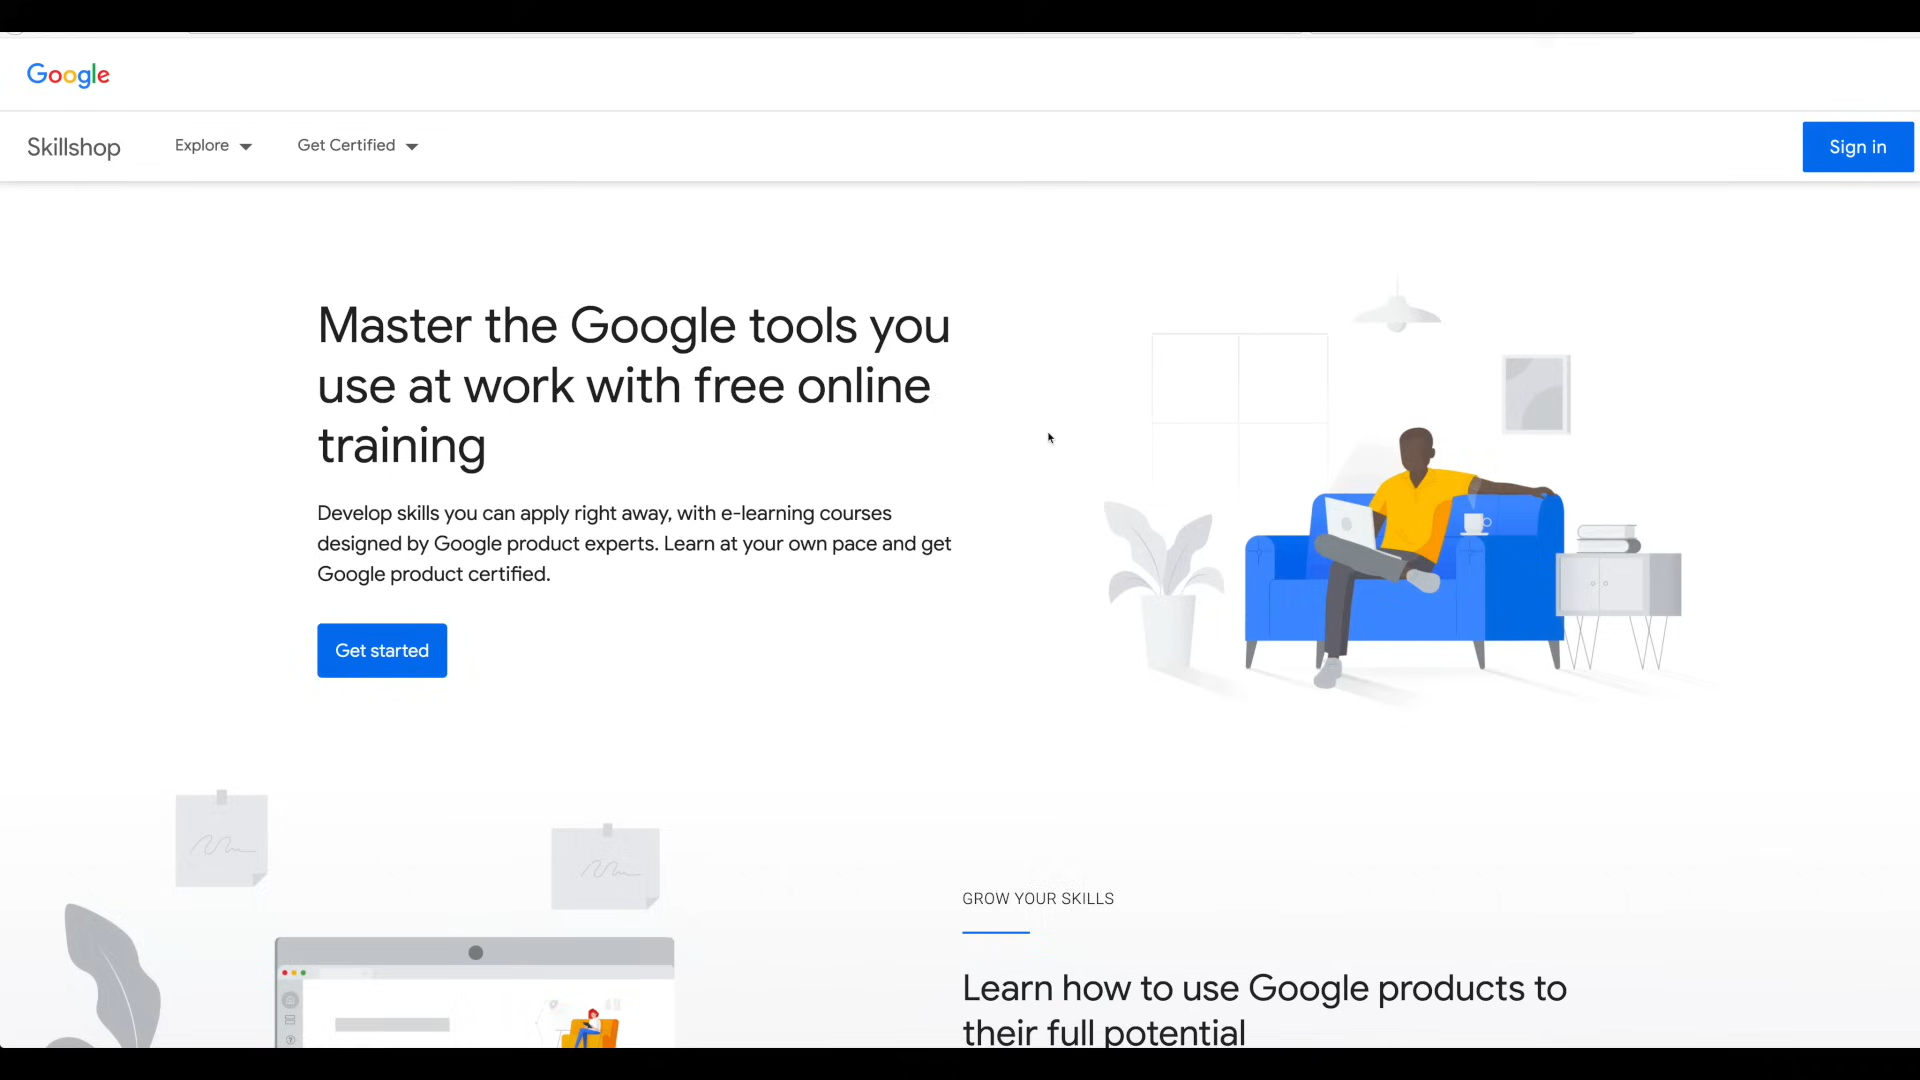 Google
Skillshop
Explore
Get Certified
Sign in
Master the Google tools you
use at work with free online
training
Develop skills you can apply right away, with e-learning courses
designed by Google product experts. Learn at your own pace and get
Google product certified.
Get started
GROW YOUR SKILLS
Learn how to use Google products to
their full potential